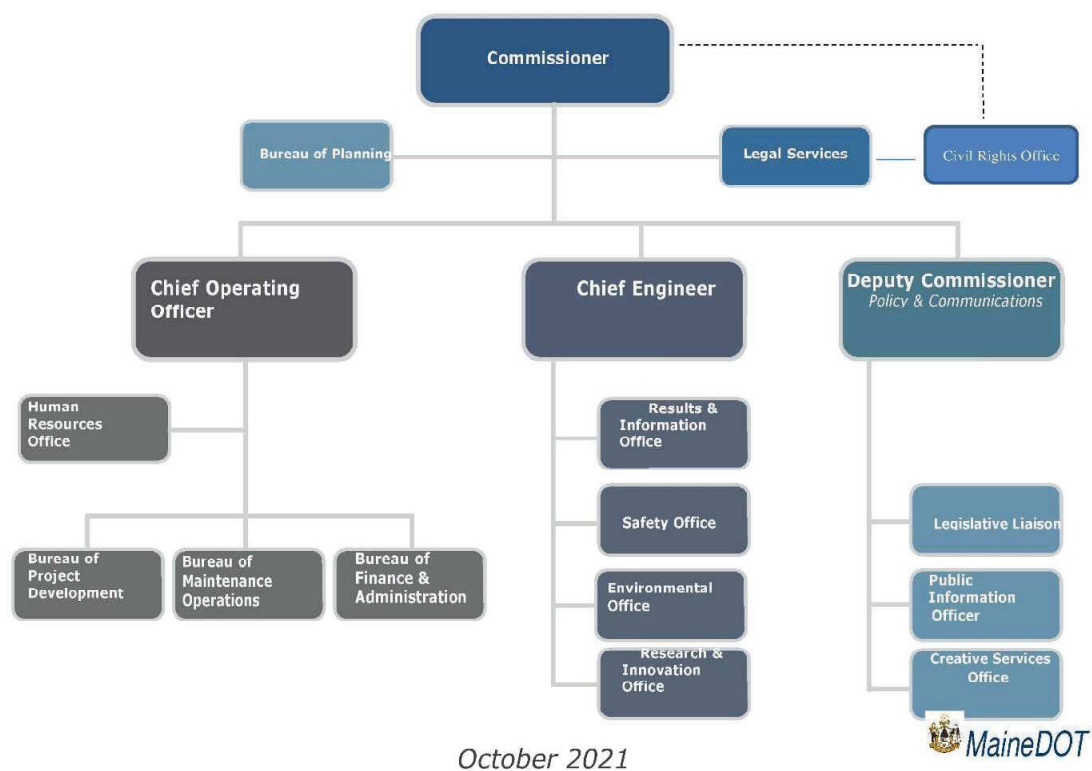 Commissioner
Bureau of Planning
Legal Services
Civil Rights Office
Chief Operating
Officer
Chief Engineer
Deputy Commissioner
Policy & Communications
Human
Resources
Office
Results &
Information
Office
Safety Office
Legislative Liaison
Bureau of
Project
Development
Bureau of
Maintenance
Operations
Bureau of
Finance &
Administration
Environmental
Office
Public
Information
Officer
Research &
Innovation
Office
Creative Services
Office
MaineDOT
October 2021